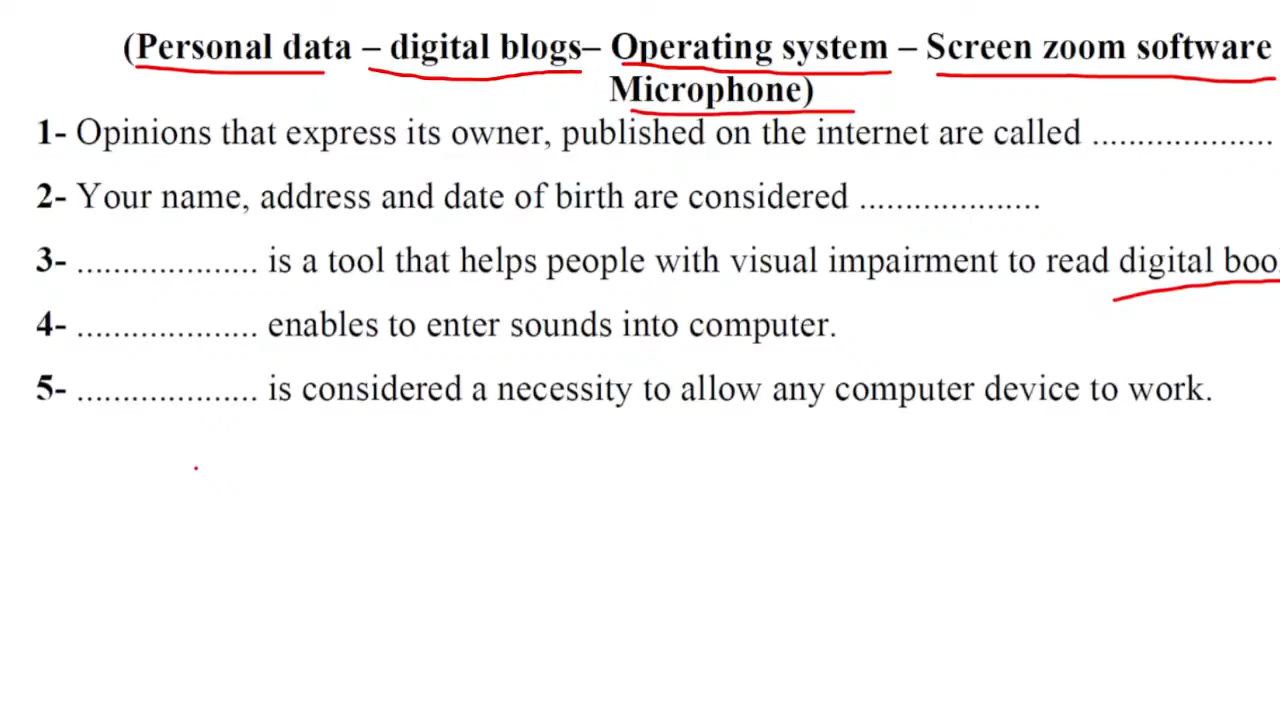 (Personal data – digital blogs– Operating system – Screen zoom software
Microphone)
1- Opinions that express its owner, published on the internet are called ....................
2- Your name, address and date of birth are considered ....................
3- .................... is a tool that helps people with visual impairment to read digital
4- .................... enables to enter sounds into computer.
5- .................... is considered a necessity to allow any computer device to work.